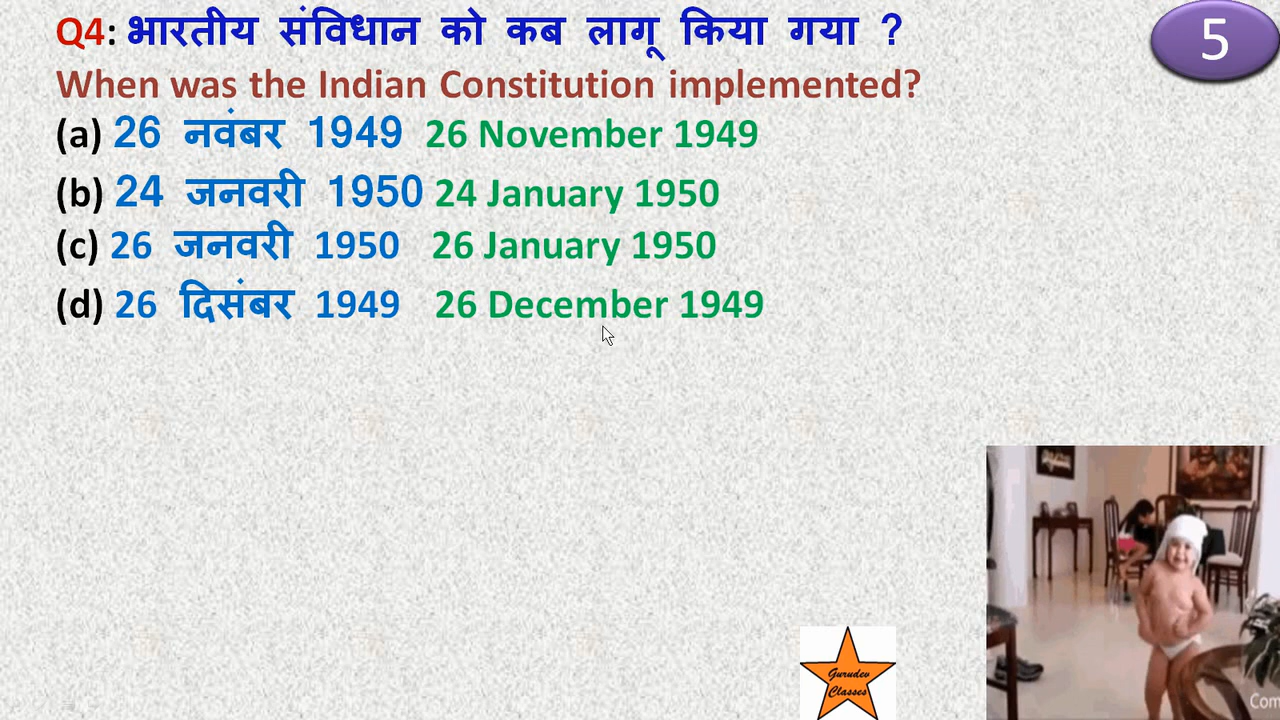 Q4: भारतीय संविधान को कब लागू किया गया ?
5
When was the Indian Constitution implemented?
(a) 26 नवंबर 1949 26 November 1949
(b) 24 जनवरी 1950 24 January 1950
(c) 26 जनवरी 1950 26 January 1950
(d) 26 दिसंबर 1949 26 December 1949
Gurudev
Classes
Com